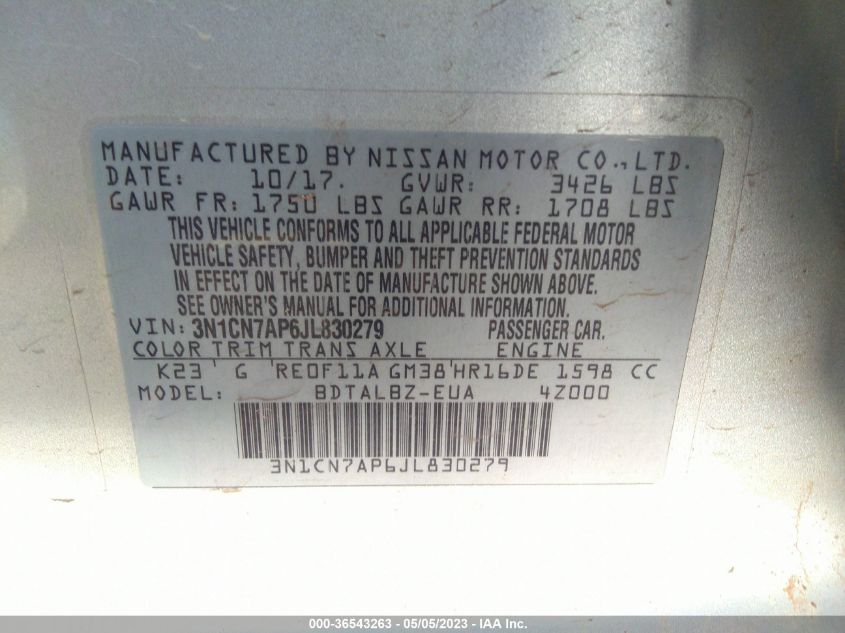 MANUFACTURED BY NISSAN MOTOR CO.,LTD.
DATE: 10/17. GVWR: 3426 LBS
GAWR FR: 1750 LBS GAWR RR: 1708 LBS
THIS VEHICLE CONFORMS TO ALL APPLICABLE FEDERAL MOTOR
VEHICLE SAFETY, BUMPER AND THEFT PREVENTION STANDARDS
IN EFFECT ON THE DATE OF MANUFACTURE SHOWN ABOVE.
SEE OWNER'S MANUAL FOR ADDITIONAL INFORMATION.
VIN: 3N1CN7AP6JL830279 PASSENGER CAR.
COLOR TRIM TRANS AXLE ENGINE
K23 G RE0F11A GM38 HR16DE 1598 CC
MODEL: BDTALBZ-EUA 4Z000
3N1CN7AP6JL830279
000-36543263 - 05/05/2023 - IAA Inc.